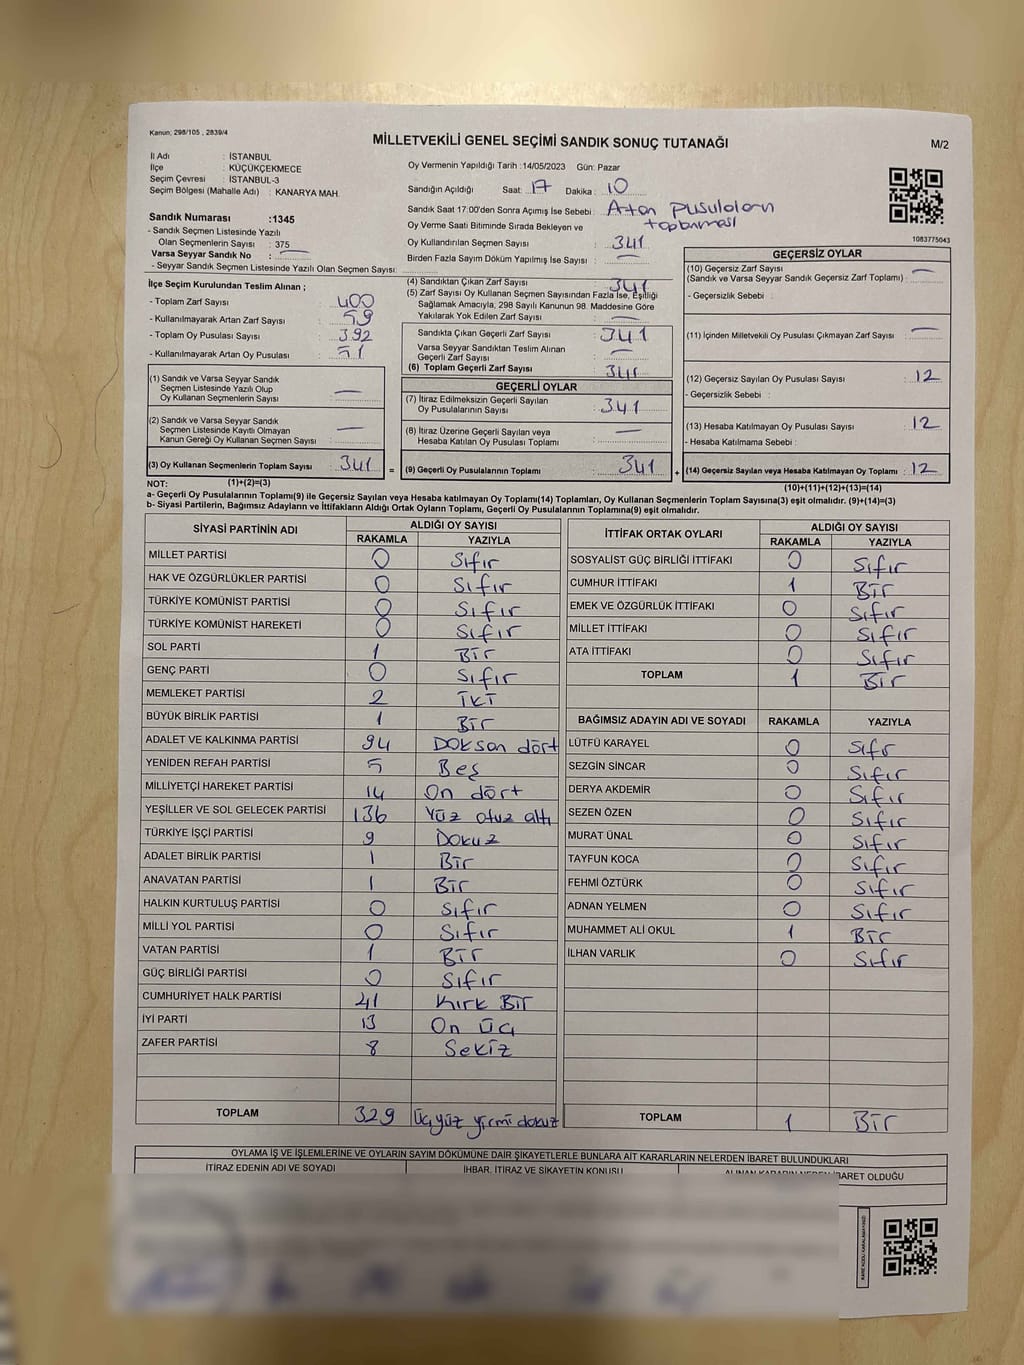 Kanun; 298/105 , 2839/4
MİLLETVEKİLİ GENEL SEÇİMİ SANDIK SONUÇ TUTANAĞI
M/2
İl Adı : İSTANBUL
İlçe : KÜÇÜKÇEKMECE
Seçim Çevresi : İSTANBUL-3
Seçim Bölgesi (Mahalle Adı) : KANARYA MAH.
Sandık Numarası :1345
- Sandık Seçmen Listesinde Yazılı
Olan Seçmenlerin Sayısı : 375
Varsa Seyyar Sandık No : —
- Seyyar Sandık Seçmen Listesinde Yazılı Olan Seçmen Sayısı:
Oy Vermenin Yapıldığı Tarih :14/05/2023 Gün: Pazar
Sandığın Açıldığı Saat: 17 Dakika : 10
Sandık Saat 17:00'den Sonra Açımış İse Sebebi : Artan pusulaların toplanması
Oy Verme Saati Bitiminde Sırada Bekleyen ve
Oy Kullandırılan Seçmen Sayısı : 341
Birden Fazla Sayım Döküm Yapılmış İse Sayısı : —
1083775043
İlçe Seçim Kurulundan Teslim Alınan ;
- Toplam Zarf Sayısı : 400
- Kullanılmayarak Artan Zarf Sayısı : 59
- Toplam Oy Pusulası Sayısı : 392
- Kullanılmayarak Artan Oy Pusulası : 51
(4) Sandıktan Çıkan Zarf Sayısı : 341
(5) Zarf Sayısı Oy Kullanan Seçmen Sayısından Fazla İse, Eşitliği
Sağlamak Amacıyla, 298 Sayılı Kanunun 98. Maddesine Göre
Yakılarak Yok Edilen Zarf Sayısı : —
Sandıkta Çıkan Geçerli Zarf Sayısı : 341
Varsa Seyyar Sandıktan Teslim Alınan
Geçerli Zarf Sayısı : —
(6) Toplam Geçerli Zarf Sayısı : 341
GEÇERSİZ OYLAR
(10) Geçersiz Zarf Sayısı : —
(Sandık ve Varsa Seyyar Sandık Geçersiz Zarf Toplamı) :
- Geçersizlik Sebebi :
(11) İçinden Milletvekili Oy Pusulası Çıkmayan Zarf Sayısı : —
(12) Geçersiz Sayılan Oy Pusulası Sayısı : 12
- Geçersizlik Sebebi :
(13) Hesaba Katılmayan Oy Pusulası Sayısı : 12
- Hesaba Katılmama Sebebi :
(14) Geçersiz Sayılan veya Hesaba Katılmayan Oy Toplamı : 12
(10)+(11)+(12)+(13)=(14)
(1) Sandık ve Varsa Seyyar Sandık
Seçmen Listesinde Yazılı Olup
Oy Kullanan Seçmenlerin Sayısı : —
(2) Sandık ve Varsa Seyyar Sandık
Seçmen Listesinde Kayıtlı Olmayan
Kanun Gereği Oy Kullanan Seçmen Sayısı : —
(3) Oy Kullanan Seçmenlerin Toplam Sayısı : 341 =
(1)+(2)=(3)
GEÇERLİ OYLAR
(7) İtiraz Edilmeksizin Geçerli Sayılan
Oy Pusulalarının Sayısı : 341
(8) İtiraz Üzerine Geçerli Sayılan veya
Hesaba Katılan Oy Pusulası Toplamı : —
(9) Geçerli Oy Pusulalarının Toplamı : 341 +
NOT:
a- Geçerli Oy Pusulalarının Toplamı(9) ile Geçersiz Sayılan veya Hesaba katılmayan Oy Toplamı(14) Toplamları, Oy Kullanan Seçmenlerin Toplam Sayısına(3) eşit olmalıdır. (9)+(14)=(3)
b- Siyasi Partilerin, Bağımsız Adayların ve İttifakların Aldığı Ortak Oyların Toplamı, Geçerli Oy Pusulalarının Toplamına(9) eşit olmalıdır.
SİYASİ PARTİNİN ADI ALDIĞI OY SAYISI
RAKAMLA YAZIYLA
MİLLET PARTİSİ 0 Sıfır
HAK VE ÖZGÜRLÜKLER PARTİSİ 0 Sıfır
TÜRKİYE KOMÜNİST PARTİSİ 0 Sıfır
TÜRKİYE KOMÜNİST HAREKETİ 0 Sıfır
SOL PARTİ 1 Bir
GENÇ PARTİ 0 Sıfır
MEMLEKET PARTİSİ 2 İki
BÜYÜK BİRLİK PARTİSİ 1 Bir
ADALET VE KALKINMA PARTİSİ 94 Doksan dört
YENİDEN REFAH PARTİSİ 5 Beş
MİLLİYETÇİ HAREKET PARTİSİ 14 On dört
YEŞİLLER VE SOL GELECEK PARTİSİ 136 Yüz otuz altı
TÜRKİYE İŞÇİ PARTİSİ 9 Dokuz
ADALET BİRLİK PARTİSİ 1 Bir
ANAVATAN PARTİSİ 1 Bir
HALKIN KURTULUŞ PARTİSİ 0 Sıfır
MİLLİ YOL PARTİSİ 0 Sıfır
VATAN PARTİSİ 1 Bir
GÜÇ BİRLİĞİ PARTİSİ 0 Sıfır
CUMHURİYET HALK PARTİSİ 41 Kırk Bir
İYİ PARTİ 13 On Üç
ZAFER PARTİSİ 8 Sekiz
TOPLAM 329 Üçyüz yirmi dokuz
İTTİFAK ORTAK OYLARI ALDIĞI OY SAYISI
RAKAMLA YAZIYLA
SOSYALİST GÜÇ BİRLİĞİ İTTİFAKI 0 Sıfır
CUMHUR İTTİFAKI 1 Bir
EMEK VE ÖZGÜRLÜK İTTİFAKI 0 Sıfır
MİLLET İTTİFAKI 0 Sıfır
ATA İTTİFAKI 0 Sıfır
TOPLAM 1 Bir
BAĞIMSIZ ADAYIN ADI VE SOYADI RAKAMLA YAZIYLA
LÜTFÜ KARAYEL 0 Sıfr
SEZGİN SİNCAR 0 Sıfır
DERYA AKDEMİR 0 Sıfır
SEZEN ÖZEN 0 Sıfır
MURAT ÜNAL 0 Sıfır
TAYFUN KOCA 0 Sıfır
FEHMİ ÖZTÜRK 0 Sıfır
ADNAN YELMEN 0 Sıfır
MUHAMMET ALİ OKUL 1 Bir
İLHAN VARLIK 0 Sıfır
TOPLAM 1 Bir
OYLAMA İŞ VE İŞLEMLERİNE VE OYLARIN SAYIM DÖKÜMÜNE DAİR ŞİKAYETLERLE BUNLARA AİT KARARLARIN NELERDEN İBARET BULUNDUKLARI
İTİRAZ EDENİN ADI VE SOYADI İHBAR, İTİRAZ VE ŞİKAYETİN KONUSU ALINAN KARARIN NEDEN İBARET OLDUĞU